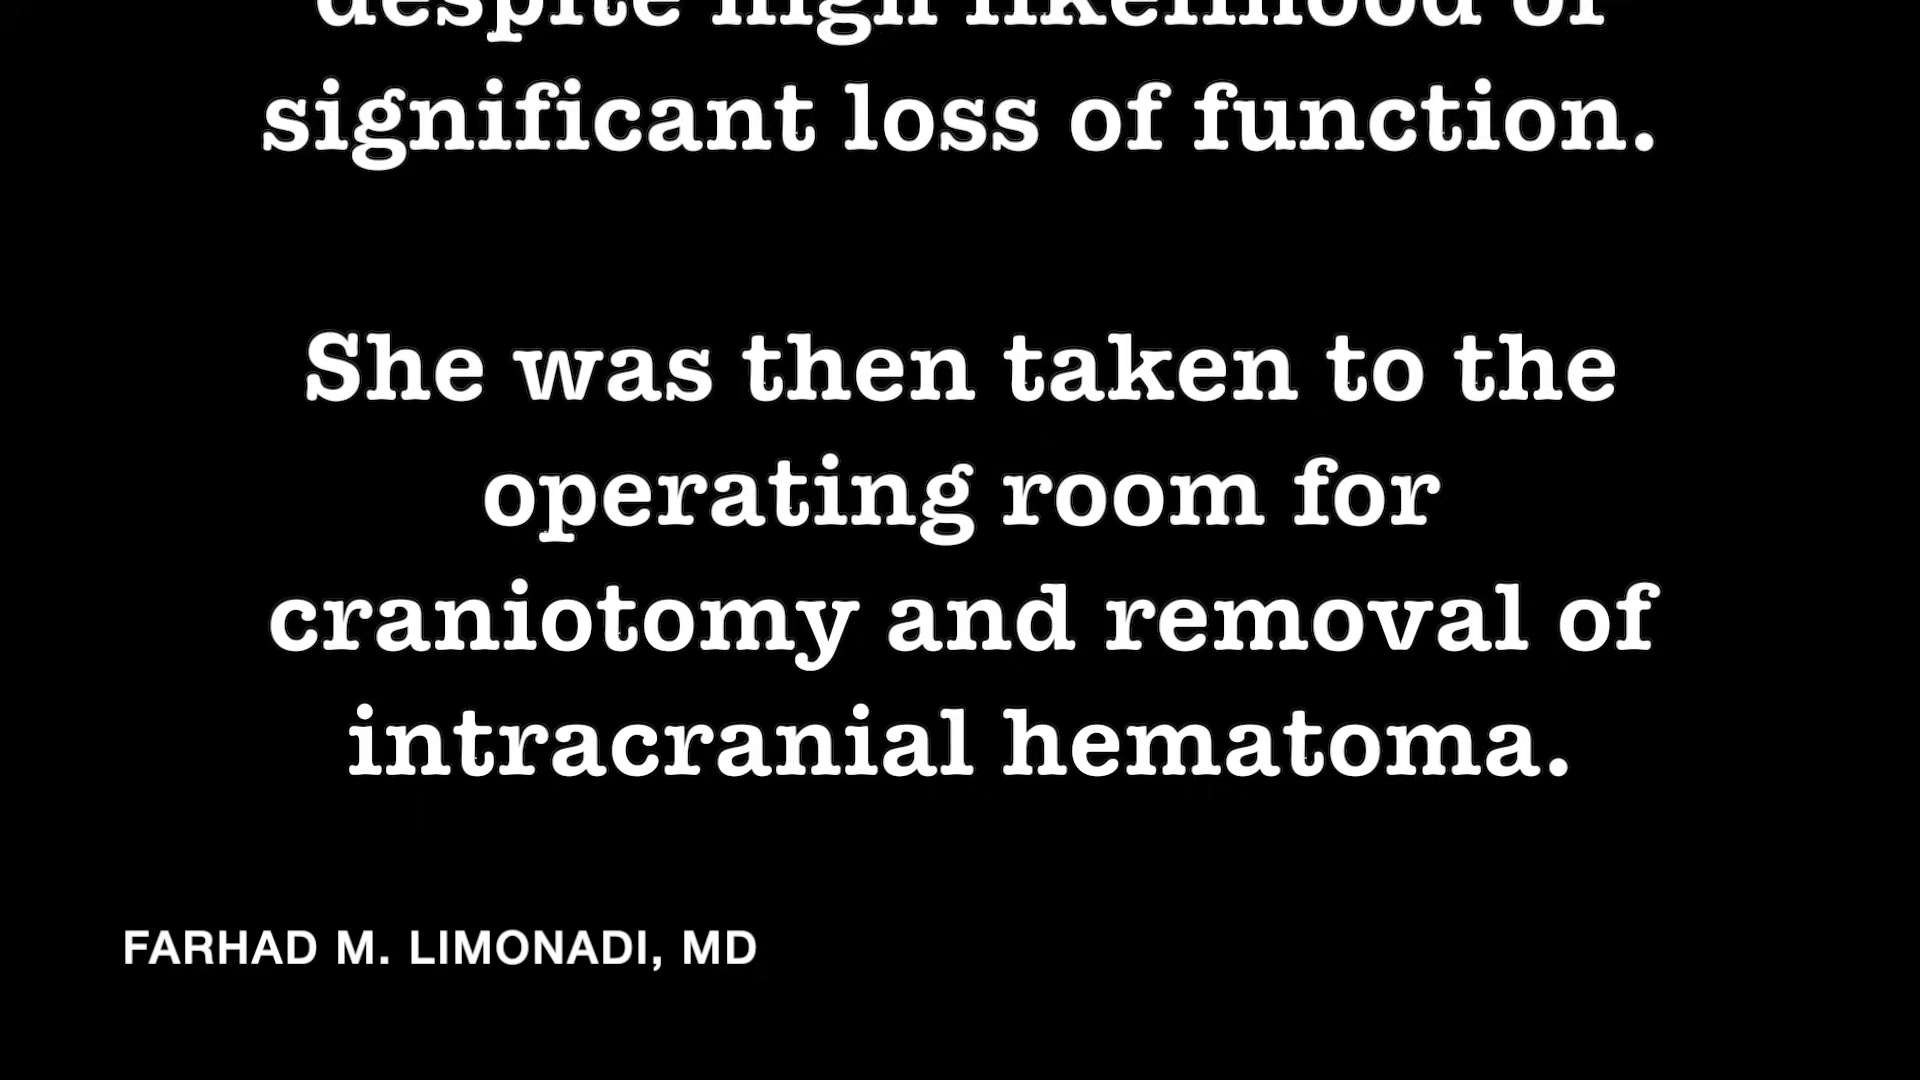 despite high likelihood of
significant loss of function.
She was then taken to the
operating room for
craniotomy and removal of
intracranial hematoma.
FARHAD M. LIMONADI, MD